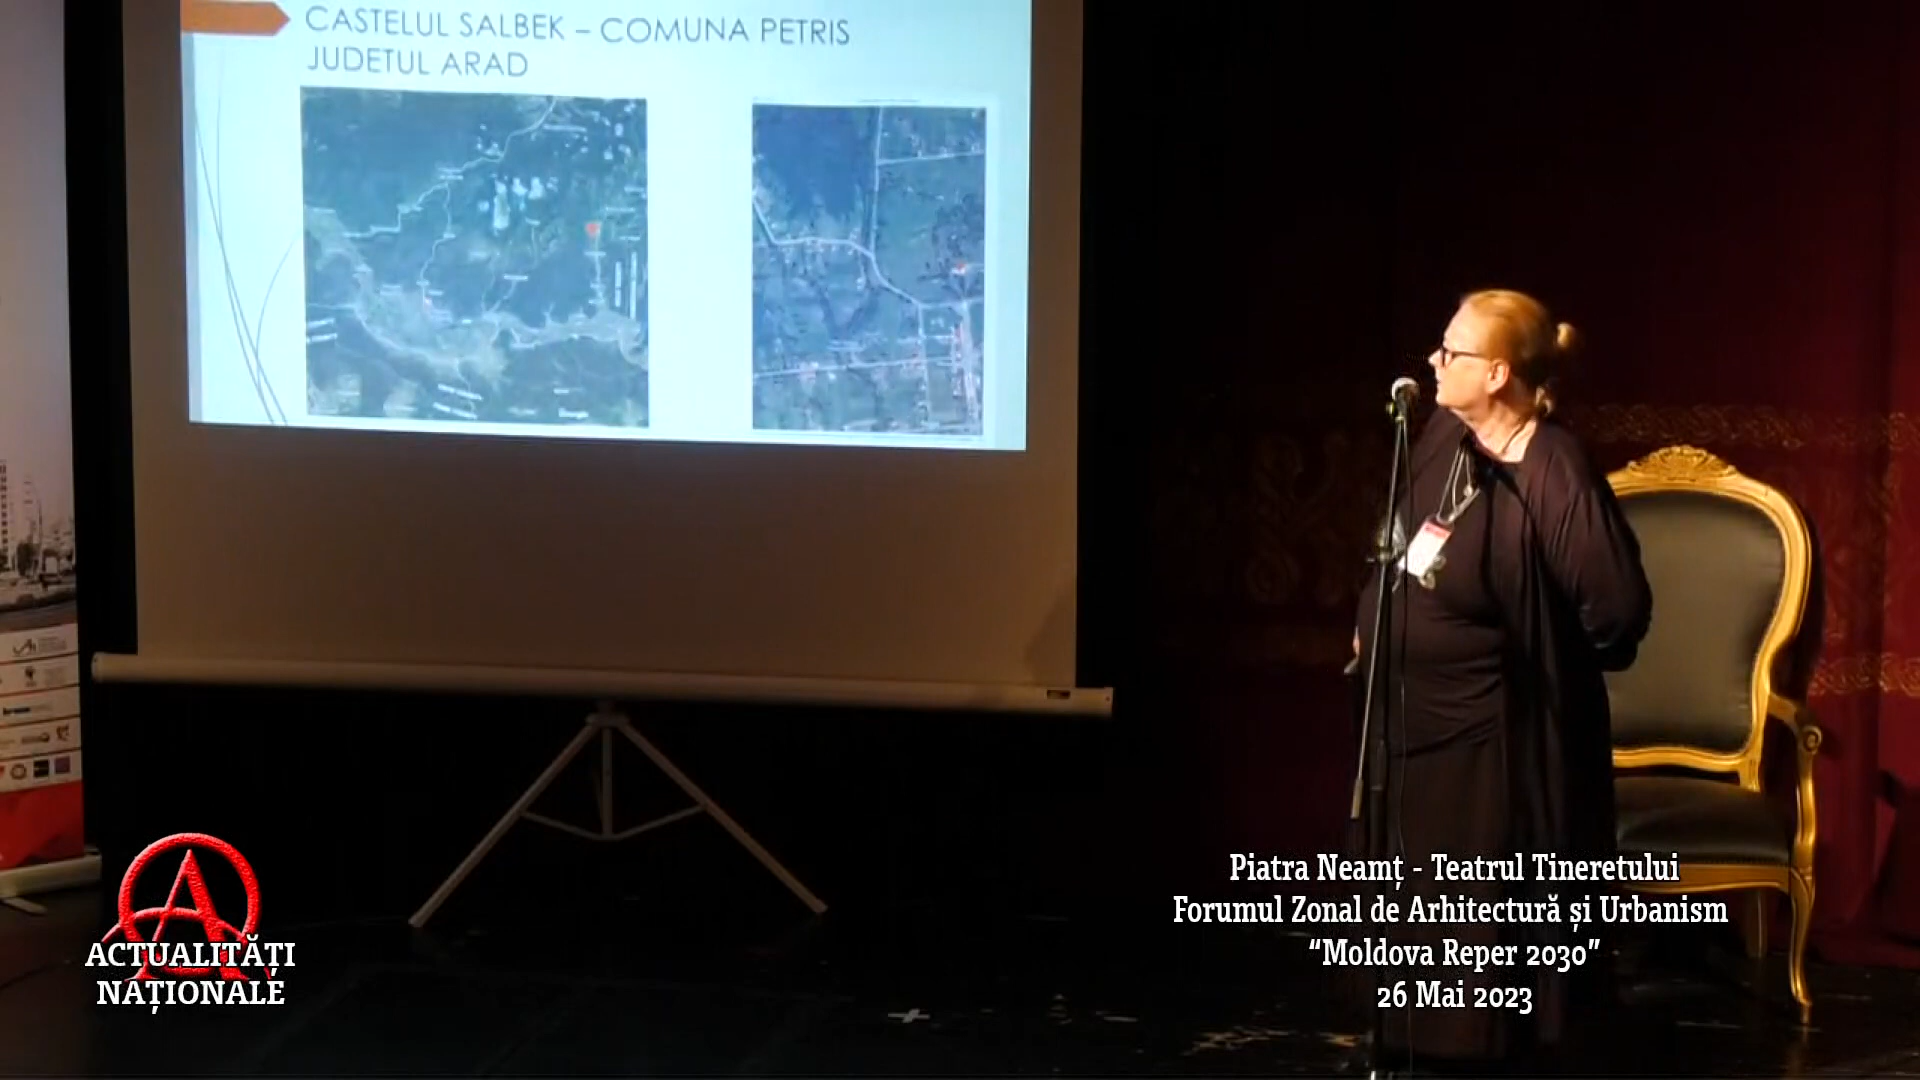 CASTELUL SALBEK – COMUNA PETRIS
JUDETUL ARAD
ACTUALITĂȚI
NAȚIONALE
Piatra Neamț - Teatrul Tineretului
Forumul Zonal de Arhitectură și Urbanism
“Moldova Reper 2030”
26 Mai 2023